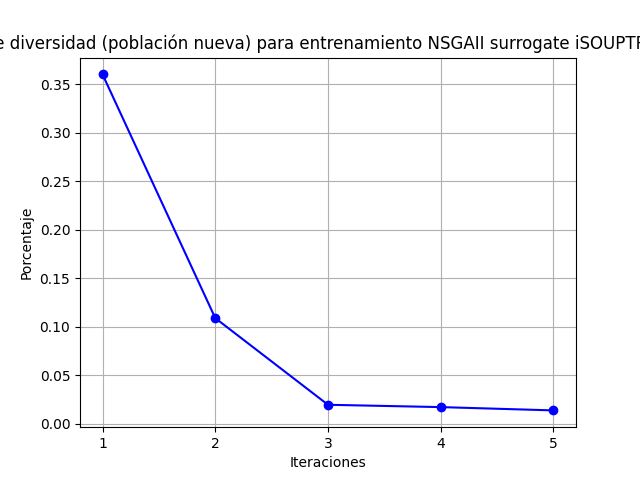 e diversidad (población nueva) para entrenamiento NSGAII surrogate iSOUPTR
0.35
0.30
0.25
0.20
0.15
0.10
0.05
0.00
Porcentaje
1 2 3 4 5
Iteraciones